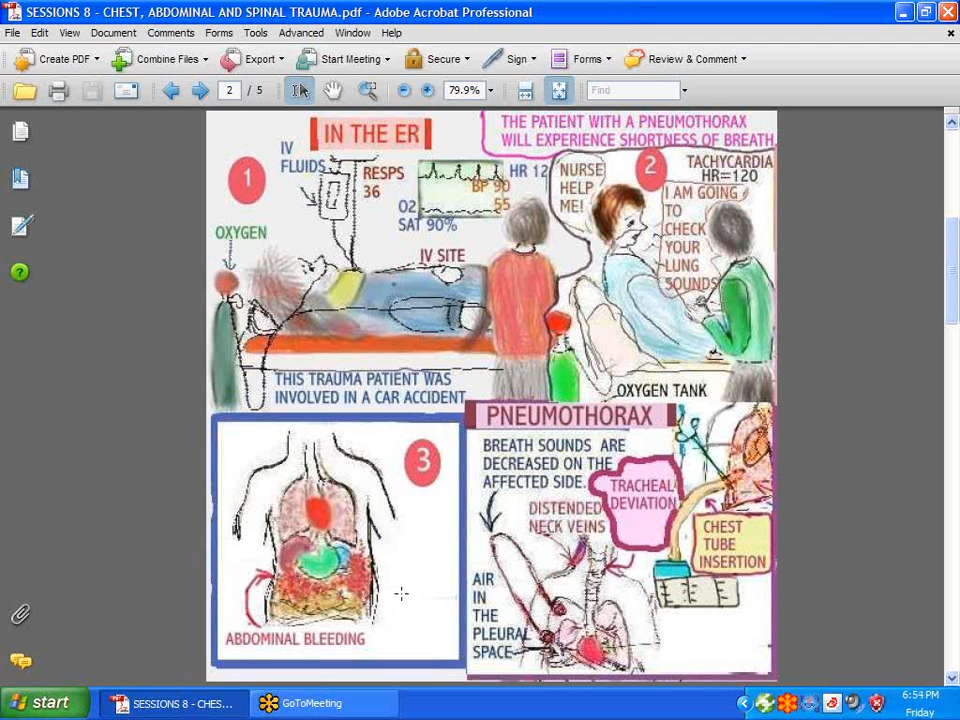 SESSIONS 8 - CHEST, ABDOMINAL AND SPINAL TRAUMA.pdf - Adobe Acrobat Professional
File Edit View Document Comments Forms Tools Advanced Window Help
Create PDF Combine Files Export Start Meeting Secure Sign Forms Review & Comment
2 / 5 79.9% Find
IN THE ER
1
IV
FLUIDS
RESPS
36
HR 12
BP 90
55
O2
SAT 90%
OXYGEN
IV SITE
THIS TRAUMA PATIENT WAS
INVOLVED IN A CAR ACCIDENT
THE PATIENT WITH A PNEUMOTHORAX
WILL EXPERIENCE SHORTNESS OF BREATH.
2
NURSE
HELP
ME!
TACHYCARDIA
HR=120
I AM GOING
TO
CHECK
YOUR
LUNG
SOUNDS
OXYGEN TANK
3
ABDOMINAL BLEEDING
PNEUMOTHORAX
BREATH SOUNDS ARE
DECREASED ON THE
AFFECTED SIDE.
TRACHEAL
DEVIATION
DISTENDED
NECK VEINS
CHEST
TUBE
INSERTION
AIR
IN
THE
PLEURAL
SPACE
start SESSIONS 8 - CHES... GoToMeeting 6:54 PM
Friday